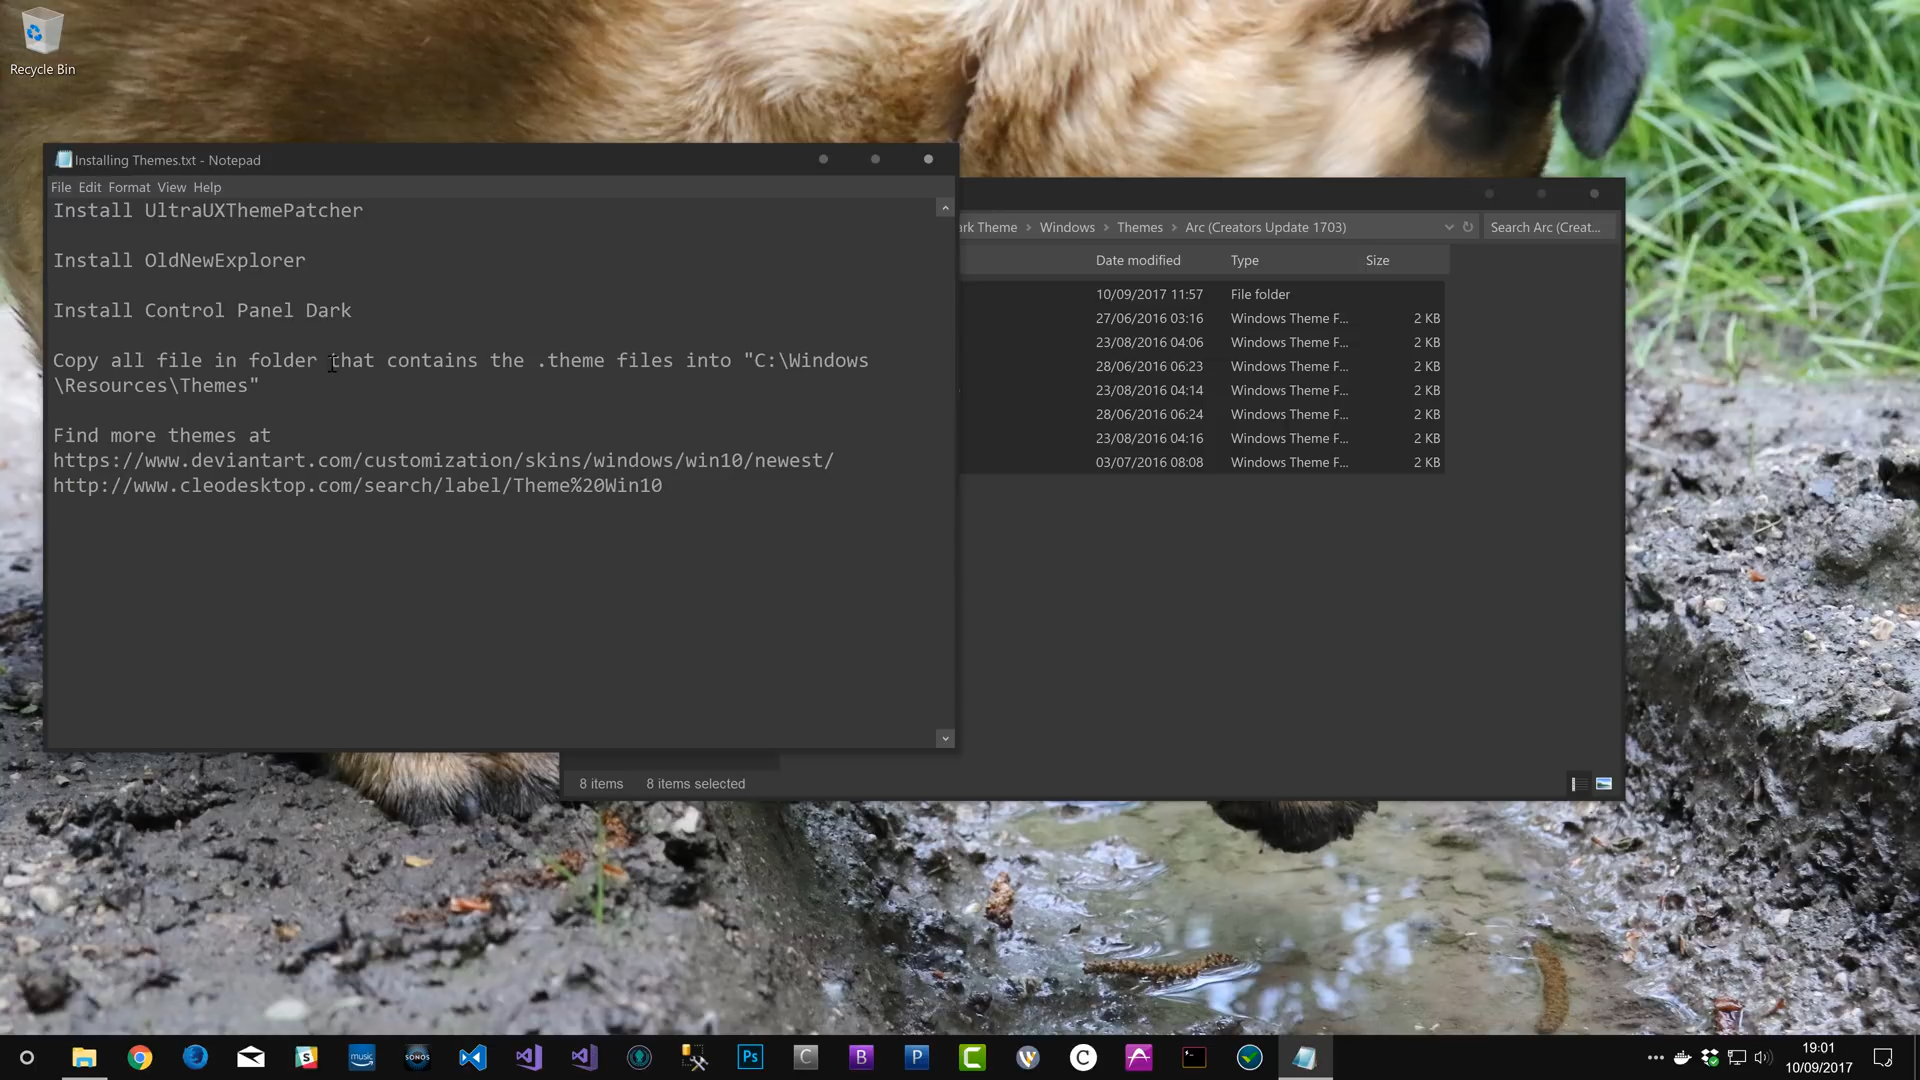 Recycle Bin
Installing Themes.txt - Notepad
File Edit Format View Help
Install UltraUXThemePatcher
Install OldNewExplorer
Install Control Panel Dark
Copy all file in folder that contains the .theme files into "C:\Windows
\Resources\Themes"
Find more themes at
https://www.deviantart.com/customization/skins/windows/win10/newest/
http://www.cleodesktop.com/search/label/Theme%20Win10
ark Theme > Windows > Themes > Arc (Creators Update 1703)
Search Arc (Creat...
Date modified Type Size
10/09/2017 11:57 File folder
27/06/2016 03:16 Windows Theme F... 2 KB
23/08/2016 04:06 Windows Theme F... 2 KB
28/06/2016 06:23 Windows Theme F... 2 KB
23/08/2016 04:14 Windows Theme F... 2 KB
28/06/2016 06:24 Windows Theme F... 2 KB
23/08/2016 04:16 Windows Theme F... 2 KB
03/07/2016 08:08 Windows Theme F... 2 KB
8 items 8 items selected
music
SONOS
Ps
C
B
P
C
C
19:01
10/09/2017